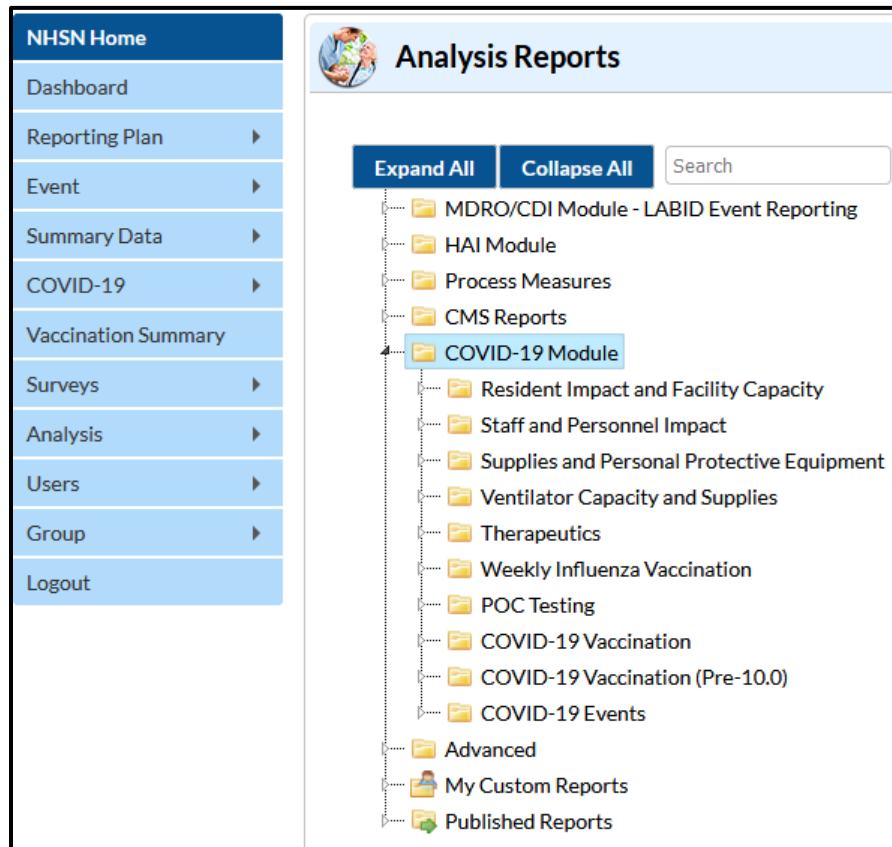 NHSN Home
Dashboard
Reporting Plan
Event
Summary Data
COVID-19
Vaccination Summary
Surveys
Analysis
Users
Group
Logout
Analysis Reports
Expand All
Collapse All
Search
MDRO/CDI Module - LABID Event Reporting
HAI Module
Process Measures
CMS Reports
COVID-19 Module
Resident Impact and Facility Capacity
Staff and Personnel Impact
Supplies and Personal Protective Equipment
Ventilator Capacity and Supplies
Therapeutics
Weekly Influenza Vaccination
POC Testing
COVID-19 Vaccination
COVID-19 Vaccination (Pre-10.0)
COVID-19 Events
Advanced
My Custom Reports
Published Reports